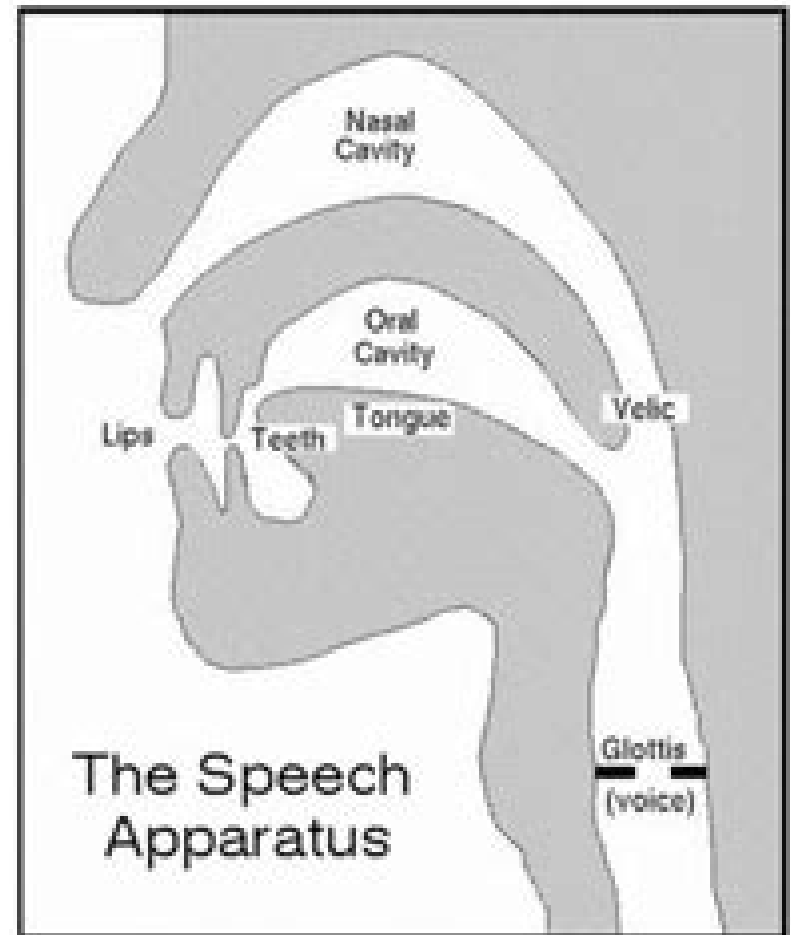 Nasal
Cavity
Oral
Cavity
Velic
Tongue
Lips
Teeth
Glottis
(voice)
The Speech
Apparatus